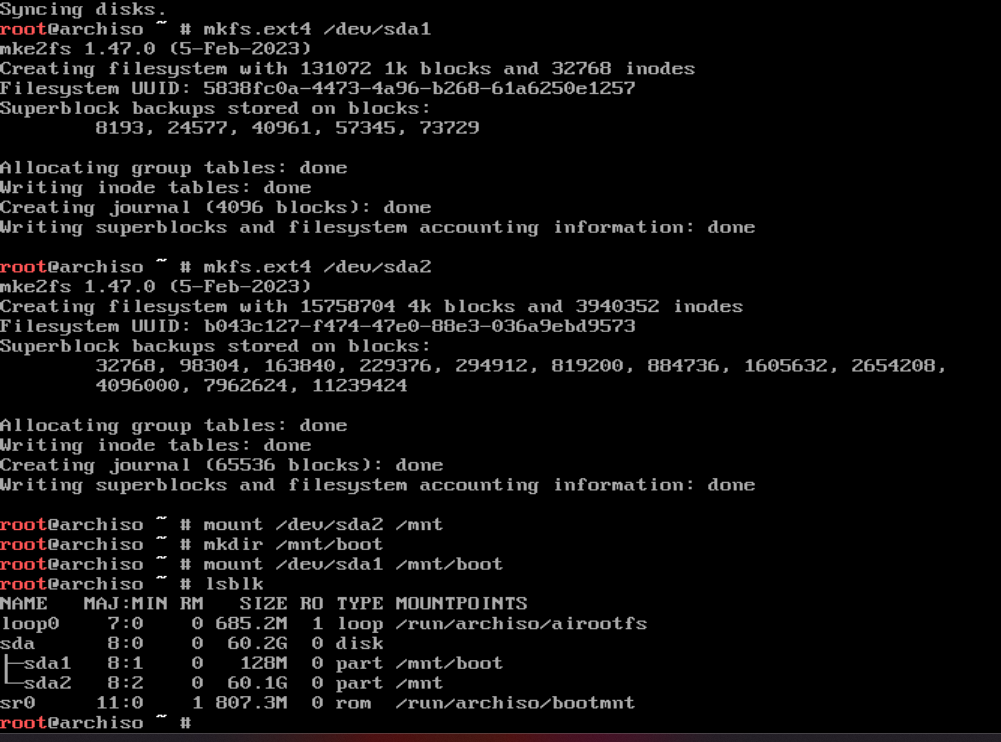 Syncing disks.
root@archiso ~ # mkfs.ext4 /dev/sda1
mke2fs 1.47.0 (5-Feb-2023)
Creating filesystem with 131072 1k blocks and 32768 inodes
Filesystem UUID: 5838fc0a-4473-4a96-b268-61a6250e1257
Superblock backups stored on blocks:
        8193, 24577, 40961, 57345, 73729

Allocating group tables: done
Writing inode tables: done
Creating journal (4096 blocks): done
Writing superblocks and filesystem accounting information: done

root@archiso ~ # mkfs.ext4 /dev/sda2
mke2fs 1.47.0 (5-Feb-2023)
Creating filesystem with 15758704 4k blocks and 3940352 inodes
Filesystem UUID: b043c127-f474-47e0-88e3-036a9ebd9573
Superblock backups stored on blocks:
        32768, 98304, 163840, 229376, 294912, 819200, 884736, 1605632, 2654208,
        4096000, 7962624, 11239424

Allocating group tables: done
Writing inode tables: done
Creating journal (65536 blocks): done
Writing superblocks and filesystem accounting information: done

root@archiso ~ # mount /dev/sda2 /mnt
root@archiso ~ # mkdir /mnt/boot
root@archiso ~ # mount /dev/sda1 /mnt/boot
root@archiso ~ # lsblk
NAME   MAJ:MIN RM   SIZE RO TYPE MOUNTPOINTS
loop0    7:0    0 685.2M  1 loop /run/archiso/airootfs
sda      8:0    0  60.2G  0 disk
├─sda1   8:1    0   128M  0 part /mnt/boot
└─sda2   8:2    0  60.1G  0 part /mnt
sr0     11:0    1 807.3M  0 rom  /run/archiso/bootmnt
root@archiso ~ #